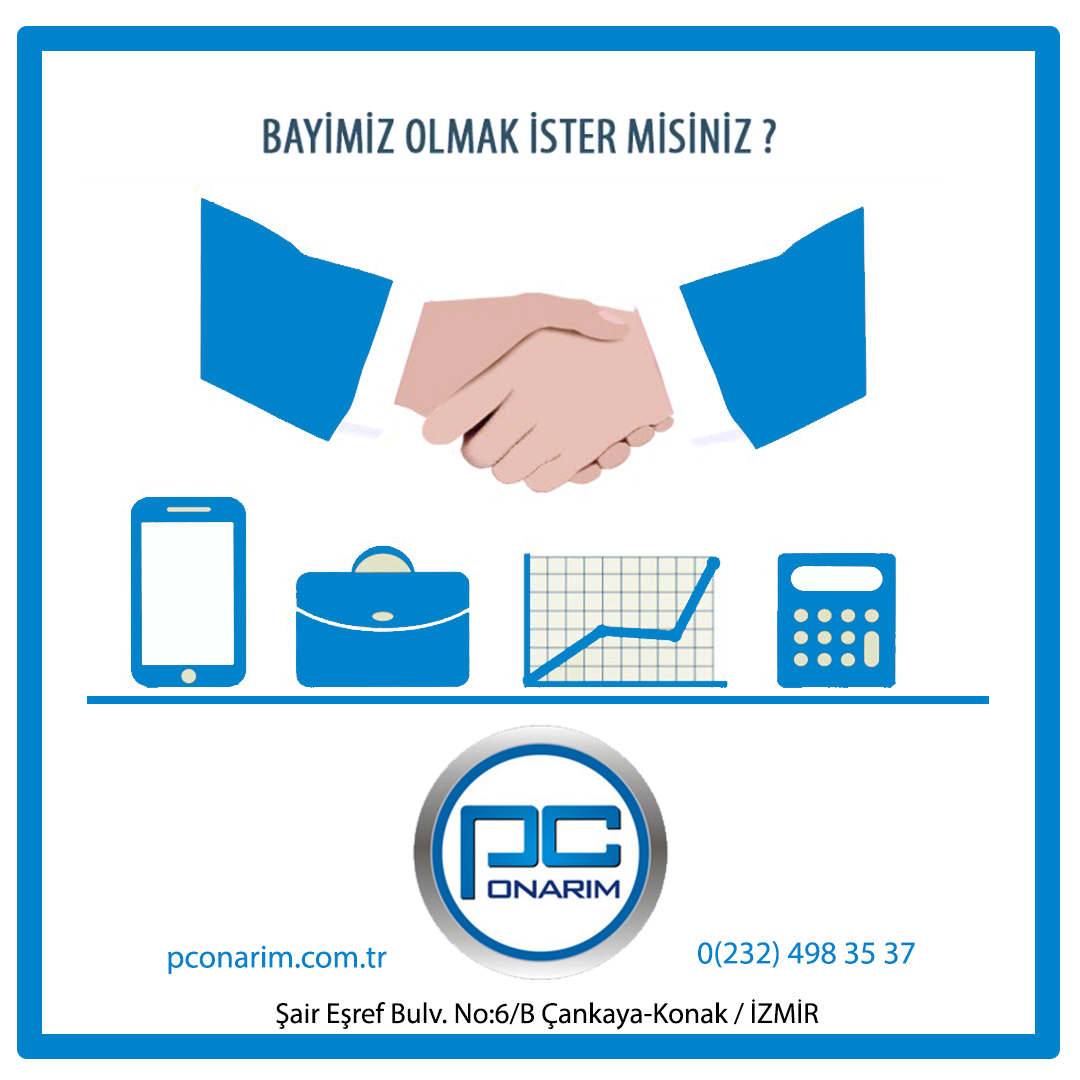 BAYİMİZ OLMAK İSTER MİSİNİZ ?
PC
ONARIM
pconarim.com.tr
0(232) 498 35 37
Şair Eşref Bulv. No:6/B Çankaya-Konak / İZMİR